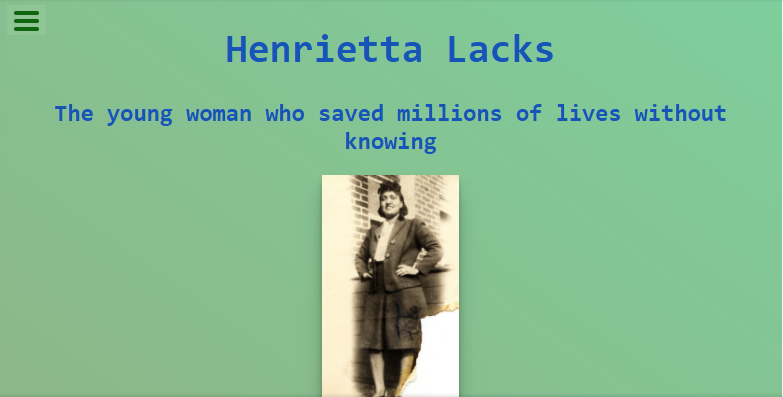 Henrietta Lacks
The young woman who saved millions of lives without
knowing